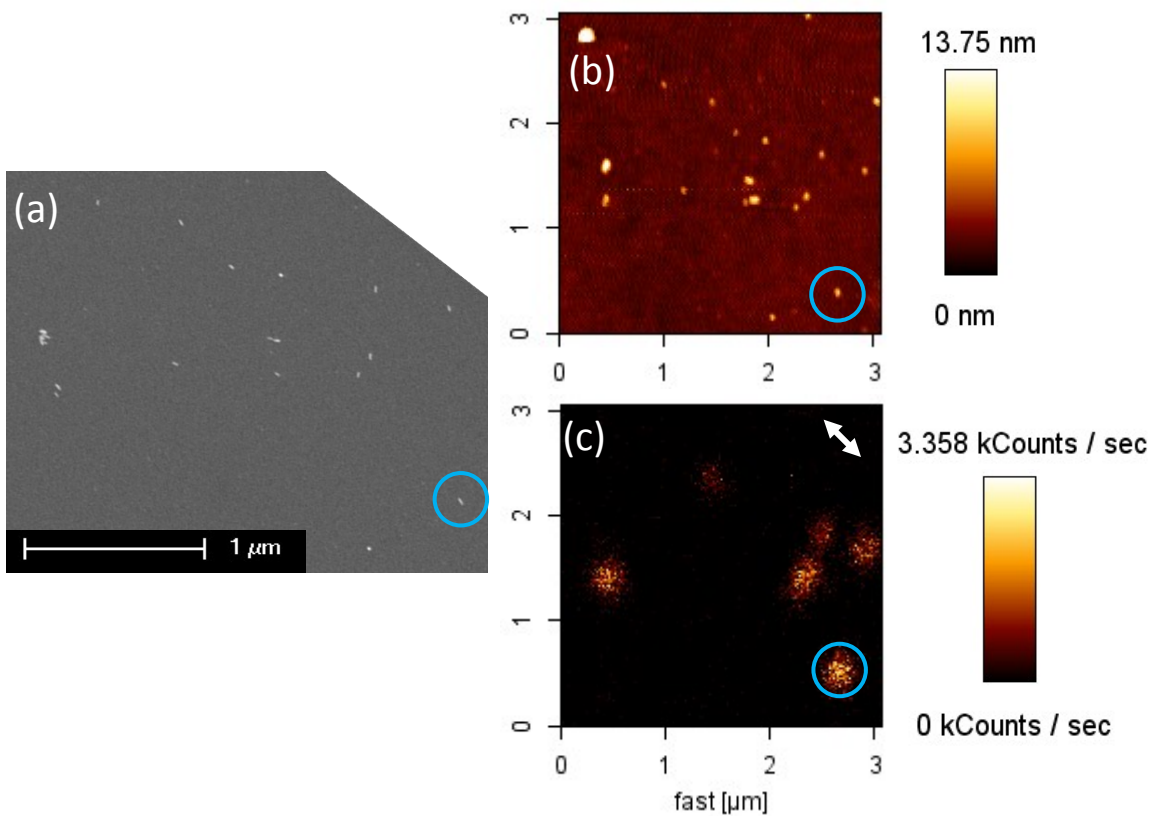 (a)
1 μm
(b)
3
2
1
0
0 1 2 3
13.75 nm
0 nm
(c)
3
2
1
0
0 1 2 3
fast [µm]
3.358 kCounts / sec
0 kCounts / sec